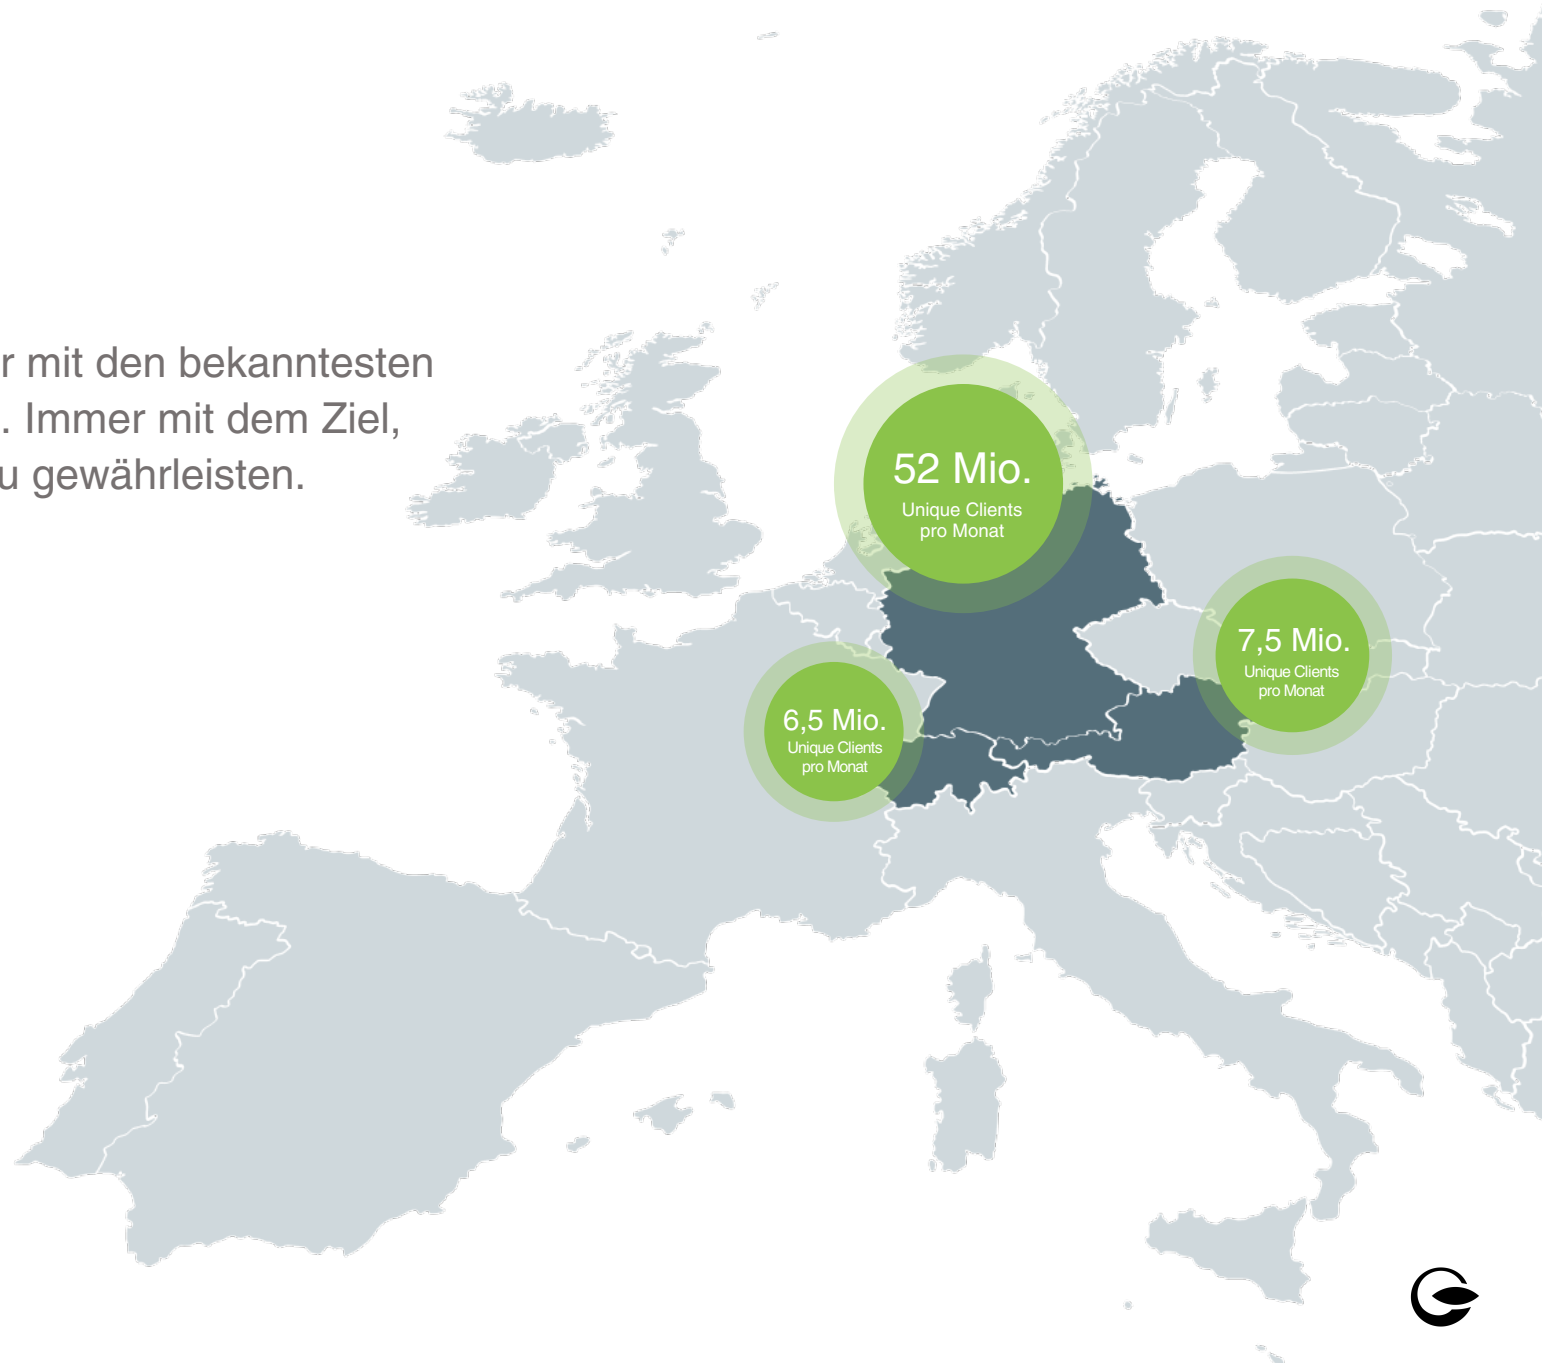 r mit den bekanntesten
. Immer mit dem Ziel,
u gewährleisten.
52 Mio.
Unique Clients
pro Monat
7,5 Mio.
Unique Clients
pro Monat
6,5 Mio.
Unique Clients
pro Monat